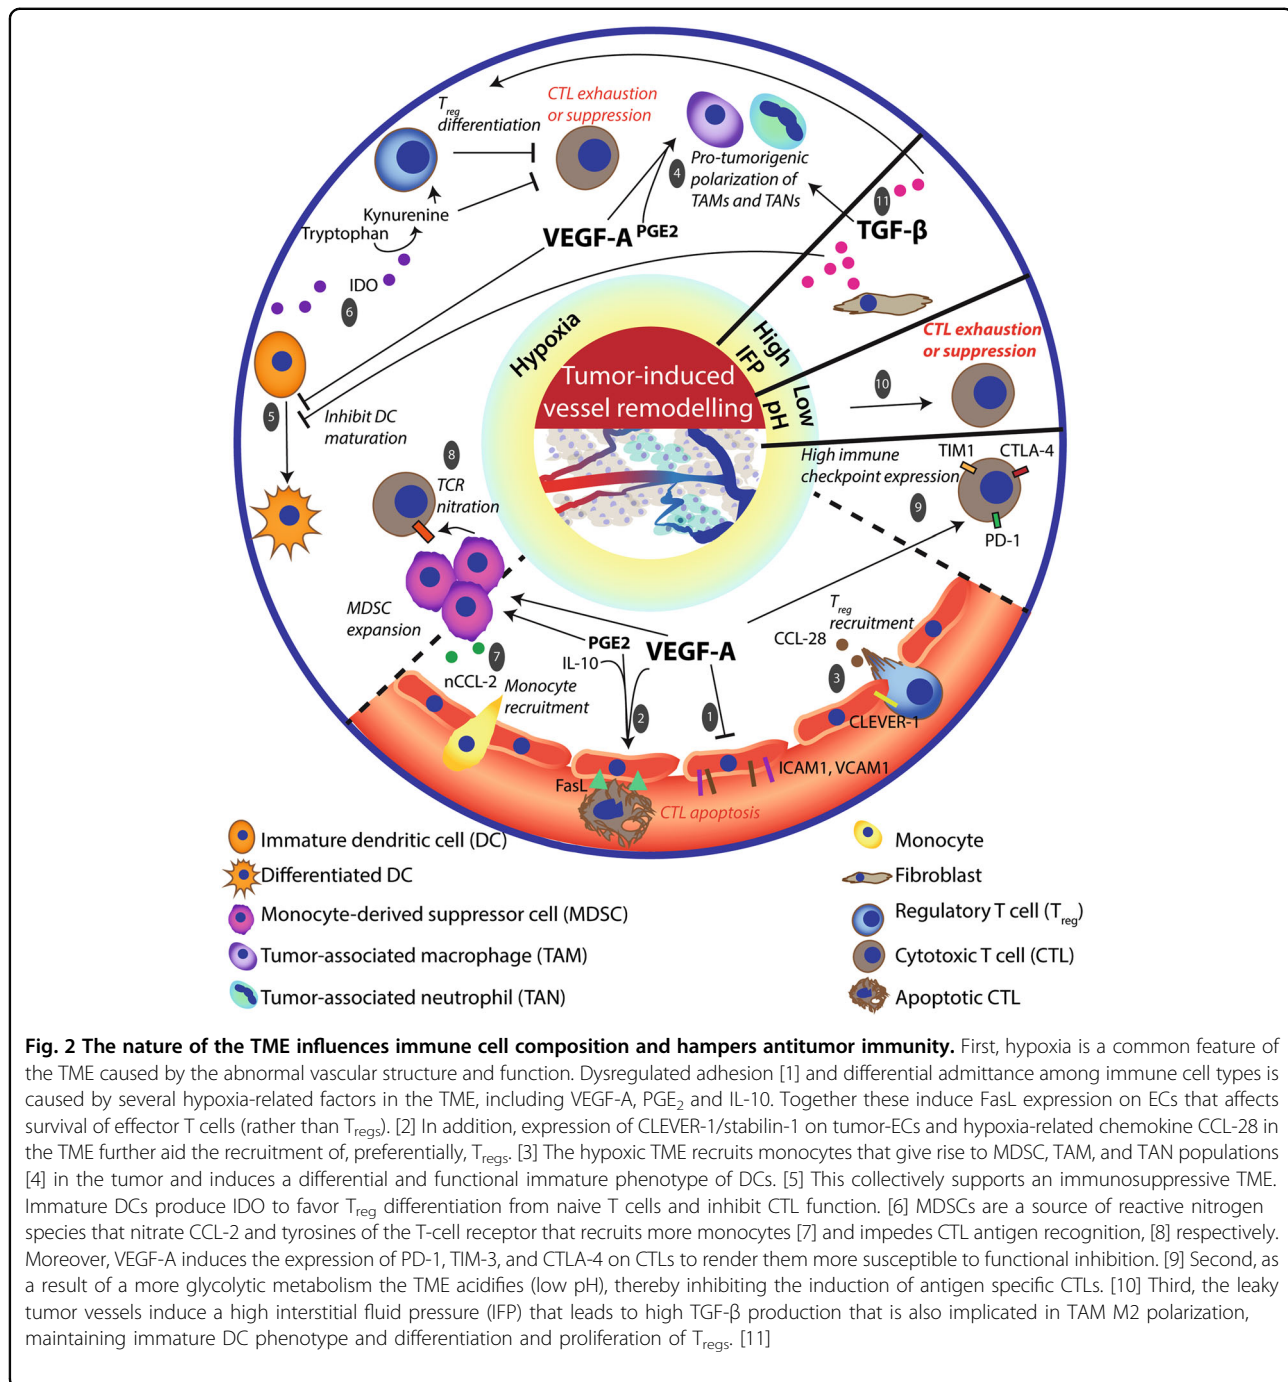 T_reg
differentiation
CTL exhaustion
or suppression
4
Pro-tumorigenic
polarization of
TAMs and TANs
11
TGF-β
Kynurenine
Tryptophan
VEGF-A
PGE2
IDO
6
Hypoxia
High
IFP
Low
pH
Tumor-induced
vessel remodelling
CTL exhaustion
or suppression
10
5
Inhibit DC
maturation
8
TCR
nitration
High immune
checkpoint expression
9
TIM1
CTLA-4
PD-1
MDSC
expansion
7
nCCL-2
Monocyte
recruitment
PGE2
IL-10
VEGF-A
2
1
T_reg
recruitment
CCL-28
3
CLEVER-1
FasL
CTL apoptosis
ICAM1, VCAM1
Immature dendritic cell (DC)
Differentiated DC
Monocyte-derived suppressor cell (MDSC)
Tumor-associated macrophage (TAM)
Tumor-associated neutrophil (TAN)
Monocyte
Fibroblast
Regulatory T cell (T_reg)
Cytotoxic T cell (CTL)
Apoptotic CTL
Fig. 2 The nature of the TME influences immune cell composition and hampers antitumor immunity. First, hypoxia is a common feature of
the TME caused by the abnormal vascular structure and function. Dysregulated adhesion [1] and differential admittance among immune cell types is
caused by several hypoxia-related factors in the TME, including VEGF-A, PGE₂ and IL-10. Together these induce FasL expression on ECs that affects
survival of effector T cells (rather than T_regs). [2] In addition, expression of CLEVER-1/stabilin-1 on tumor-ECs and hypoxia-related chemokine CCL-28 in
the TME further aid the recruitment of, preferentially, T_regs. [3] The hypoxic TME recruits monocytes that give rise to MDSC, TAM, and TAN populations
[4] in the tumor and induces a differential and functional immature phenotype of DCs. [5] This collectively supports an immunosuppressive TME.
Immature DCs produce IDO to favor T_reg differentiation from naive T cells and inhibit CTL function. [6] MDSCs are a source of reactive nitrogen
species that nitrate CCL-2 and tyrosines of the T-cell receptor that recruits more monocytes [7] and impedes CTL antigen recognition, [8] respectively.
Moreover, VEGF-A induces the expression of PD-1, TIM-3, and CTLA-4 on CTLs to render them more susceptible to functional inhibition. [9] Second, as
a result of a more glycolytic metabolism the TME acidifies (low pH), thereby inhibiting the induction of antigen specific CTLs. [10] Third, the leaky
tumor vessels induce a high interstitial fluid pressure (IFP) that leads to high TGF-β production that is also implicated in TAM M2 polarization,
maintaining immature DC phenotype and differentiation and proliferation of T_regs. [11]